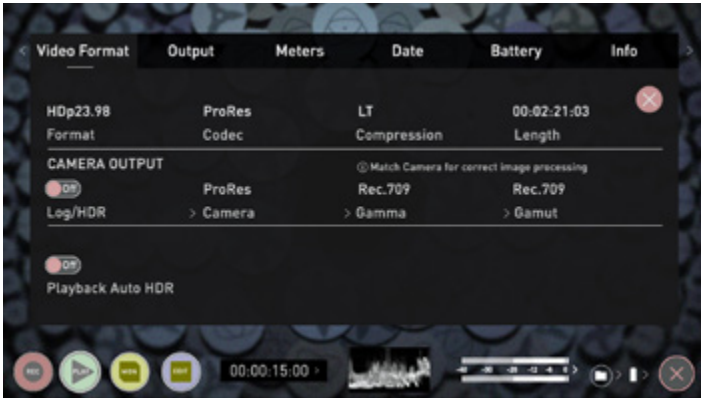 Video Format Output Meters Date Battery Info
HDp23.98 ProRes LT 00:02:21:03
Format Codec Compression Length
CAMERA OUTPUT Match Camera for correct image processing
Off ProRes Rec.709 Rec.709
Log/HDR > Camera > Gamma > Gamut
Off
Playback Auto HDR
REC PLAY MON EDIT 00:00:15:00 >